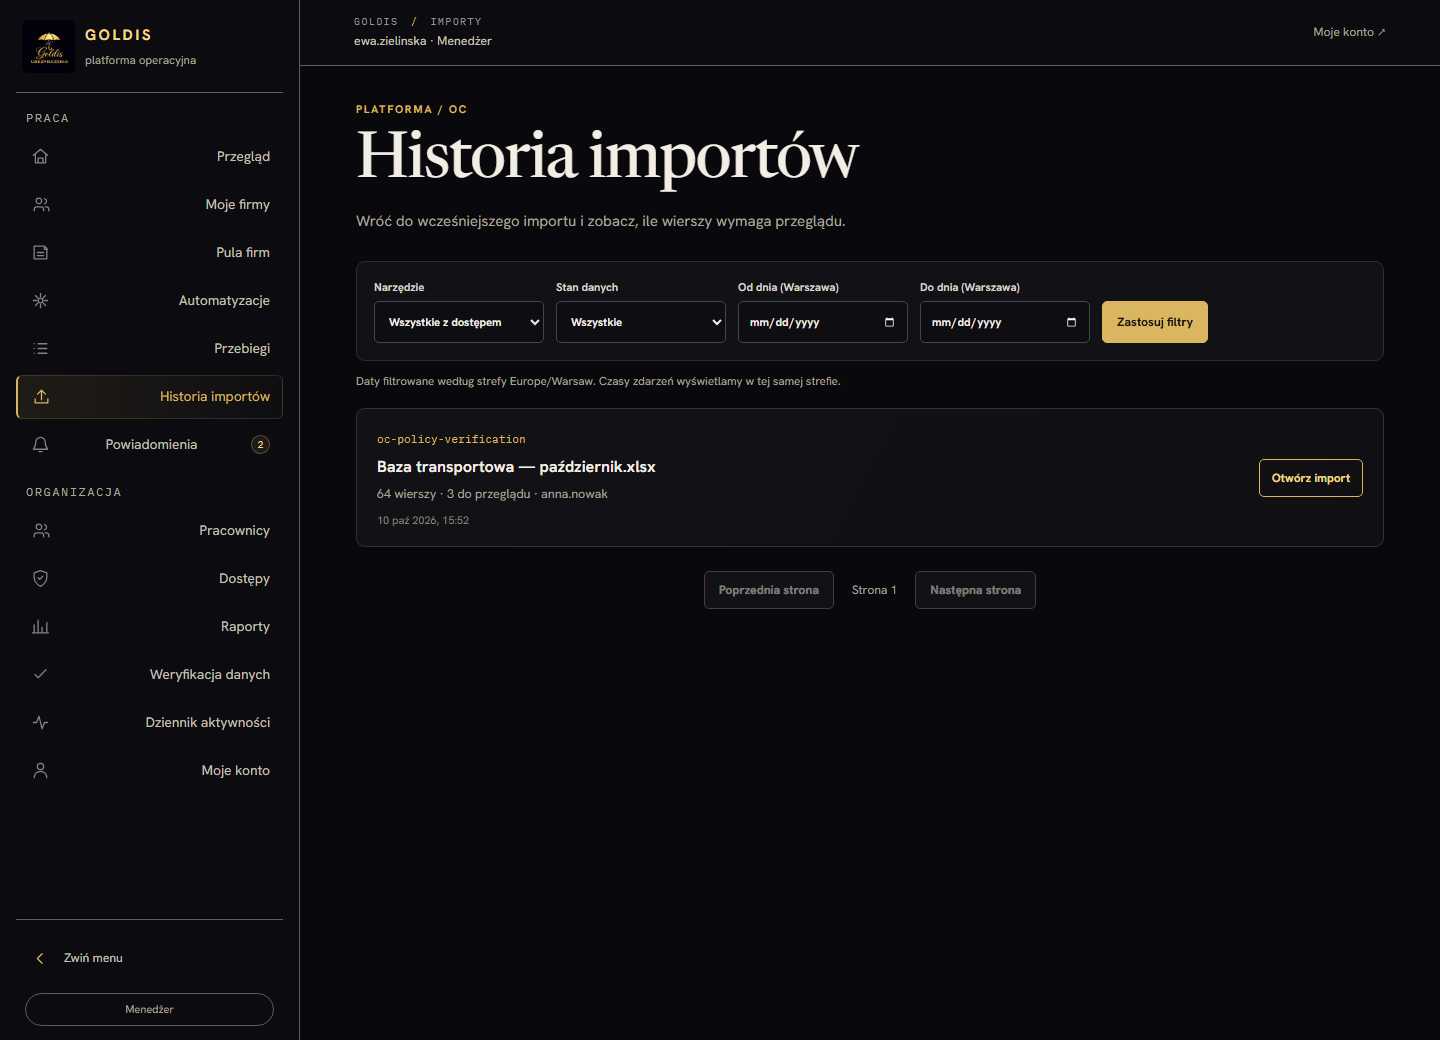 Goldis
UBEZPIECZENIA
GOLDIS
platforma operacyjna
PRACA
Przegląd
Moje firmy
Pula firm
Automatyzacje
Przebiegi
Historia importów
Powiadomienia 2
ORGANIZACJA
Pracownicy
Dostępy
Raporty
Weryfikacja danych
Dziennik aktywności
Moje konto
Zwiń menu
Menedżer
GOLDIS / IMPORTY
ewa.zielinska · Menedżer
Moje konto ↗
PLATFORMA / OC
Historia importów
Wróć do wcześniejszego importu i zobacz, ile wierszy wymaga przeglądu.
Narzędzie Stan danych Od dnia (Warszawa) Do dnia (Warszawa)
Wszystkie z dostępem Wszystkie mm/dd/yyyy mm/dd/yyyy Zastosuj filtry
Daty filtrowane według strefy Europe/Warsaw. Czasy zdarzeń wyświetlamy w tej samej strefie.
oc-policy-verification
Baza transportowa — październik.xlsx
64 wierszy · 3 do przeglądu · anna.nowak
10 paź 2026, 15:52
Otwórz import
Poprzednia strona Strona 1 Następna strona